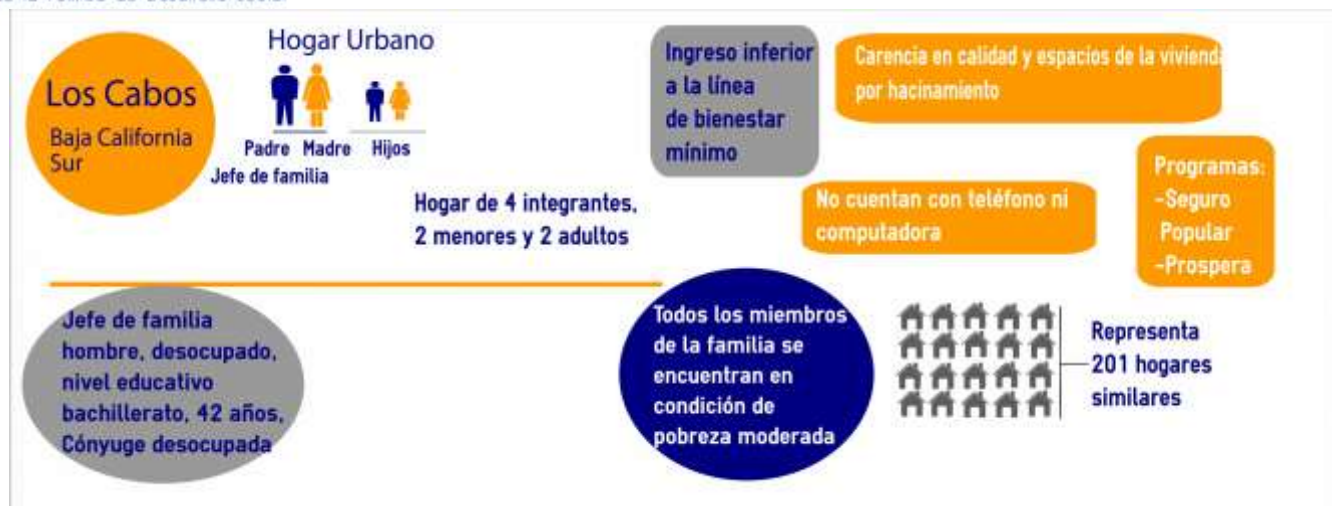 Los Cabos
Baja California
Sur
Hogar Urbano
Padre Madre Hijos
Jefe de familia
Hogar de 4 integrantes,
2 menores y 2 adultos
Ingreso inferior
a la línea
de bienestar
mínimo
Carencia en calidad y espacios de la vivienda
por hacinamiento
No cuentan con teléfono ni
computadora
Programas:
-Seguro
Popular
-Prospera
Jefe de familia
hombre, desocupado,
nivel educativo
bachillerato, 42 años,
Cónyuge desocupada
Todos los miembros
de la familia se
encuentran en
condición de
pobreza moderada
Representa
201 hogares
similares